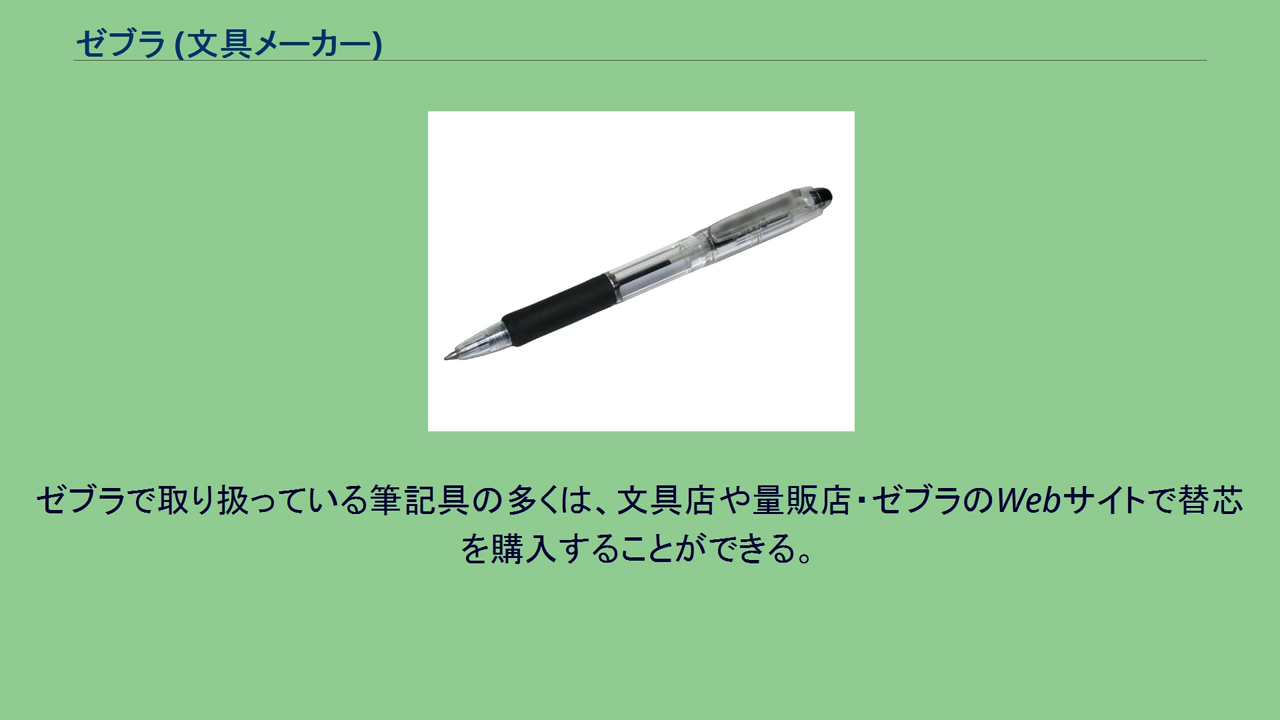 ゼブラ (文具メーカー)
ゼブラで取り扱っている筆記具の多くは、文具店や量販店・ゼブラのWebサイトで替芯
を購入することができる。